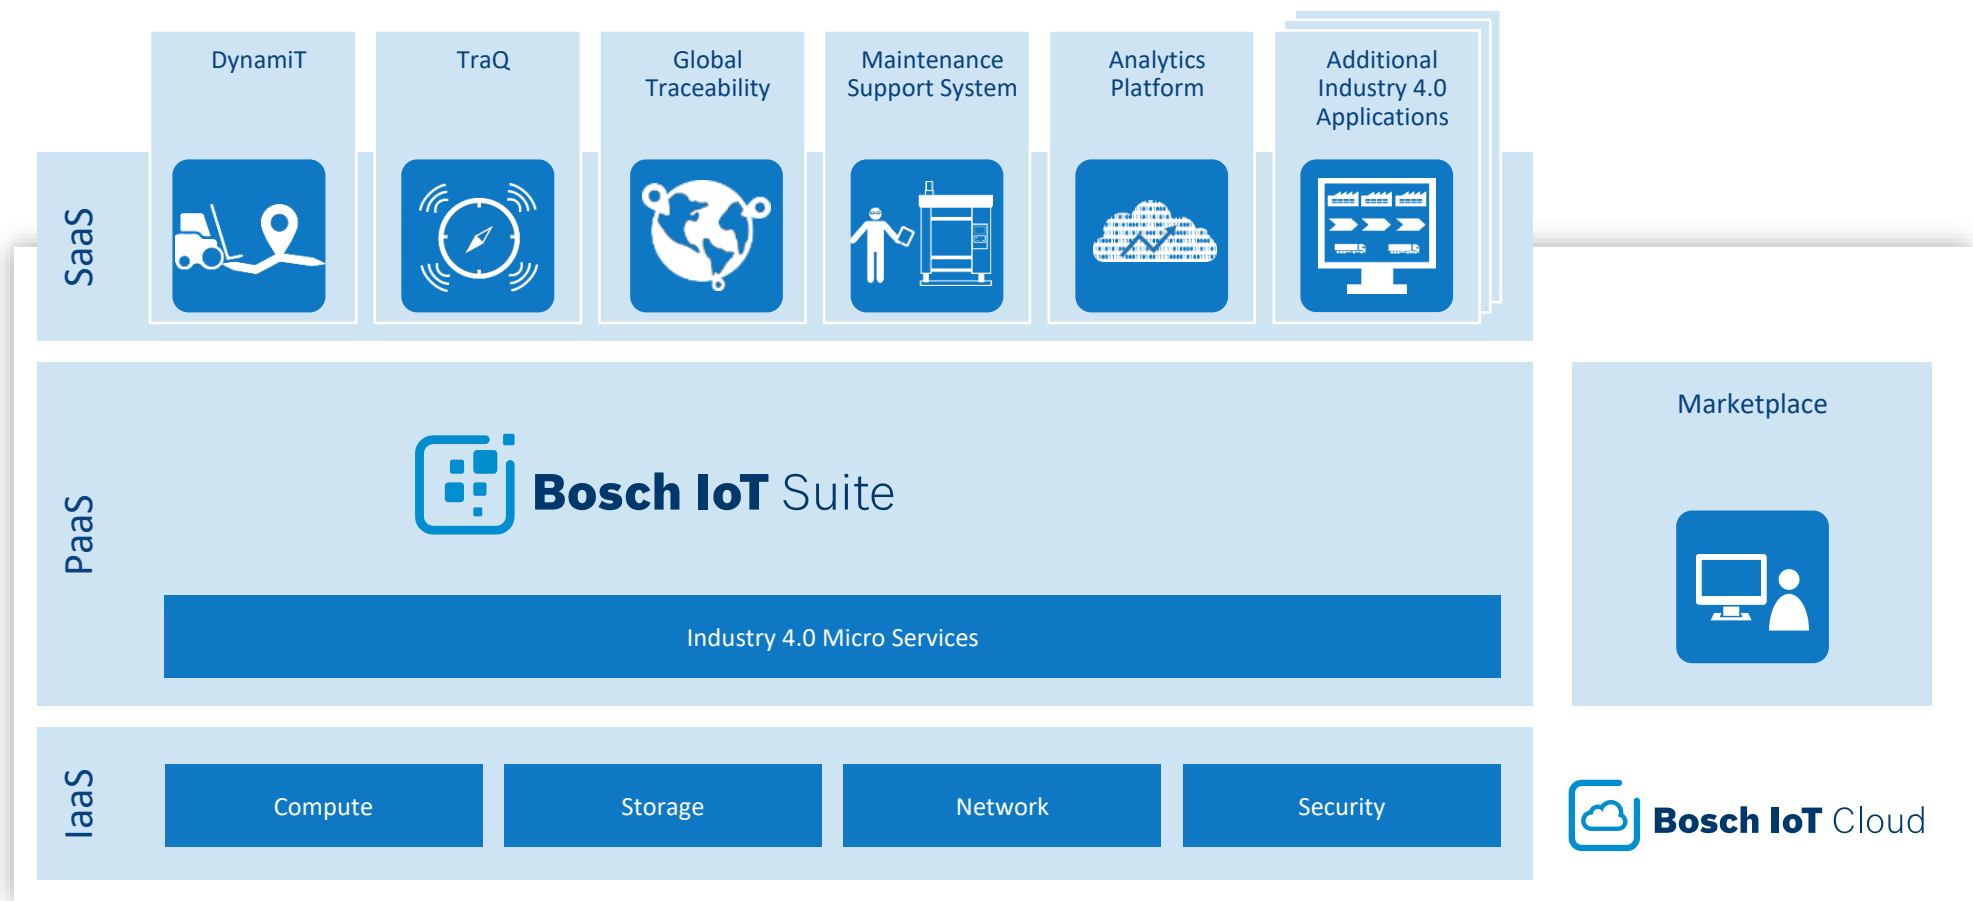 DynamiT
TraQ
Global
Traceability
Maintenance
Support System
Analytics
Platform
Additional
Industry 4.0
Applications
SaaS
PaaS
Bosch IoT Suite
Industry 4.0 Micro Services
Marketplace
IaaS
Compute
Storage
Network
Security
Bosch IoT Cloud